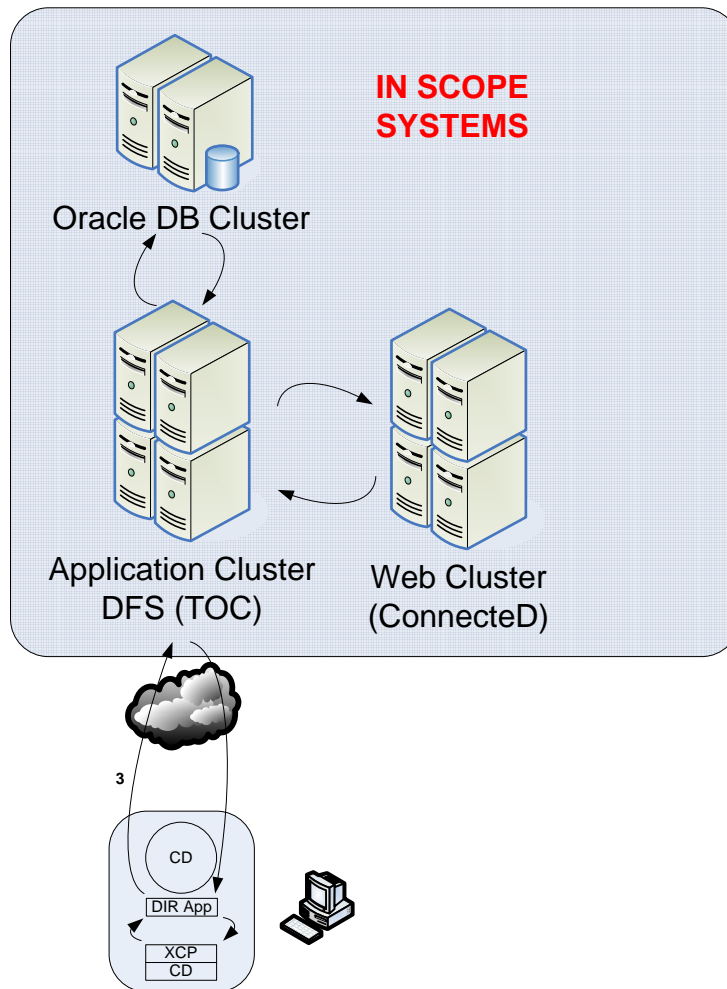 IN SCOPE
SYSTEMS
Oracle DB Cluster
Application Cluster
DFS (TOC)
Web Cluster
(ConnecteD)
3
CD
DIR App
XCP
CD